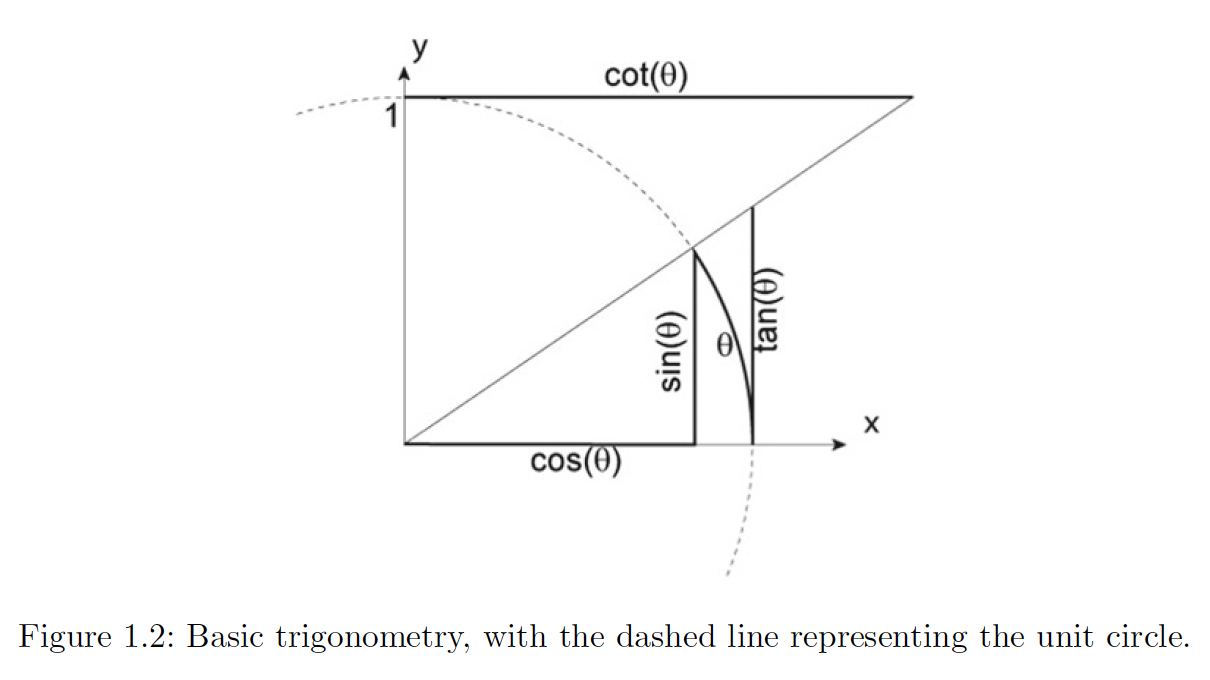 y
cot(θ)
1
sin(θ)
θ
tan(θ)
x
cos(θ)
Figure 1.2: Basic trigonometry, with the dashed line representing the unit circle.